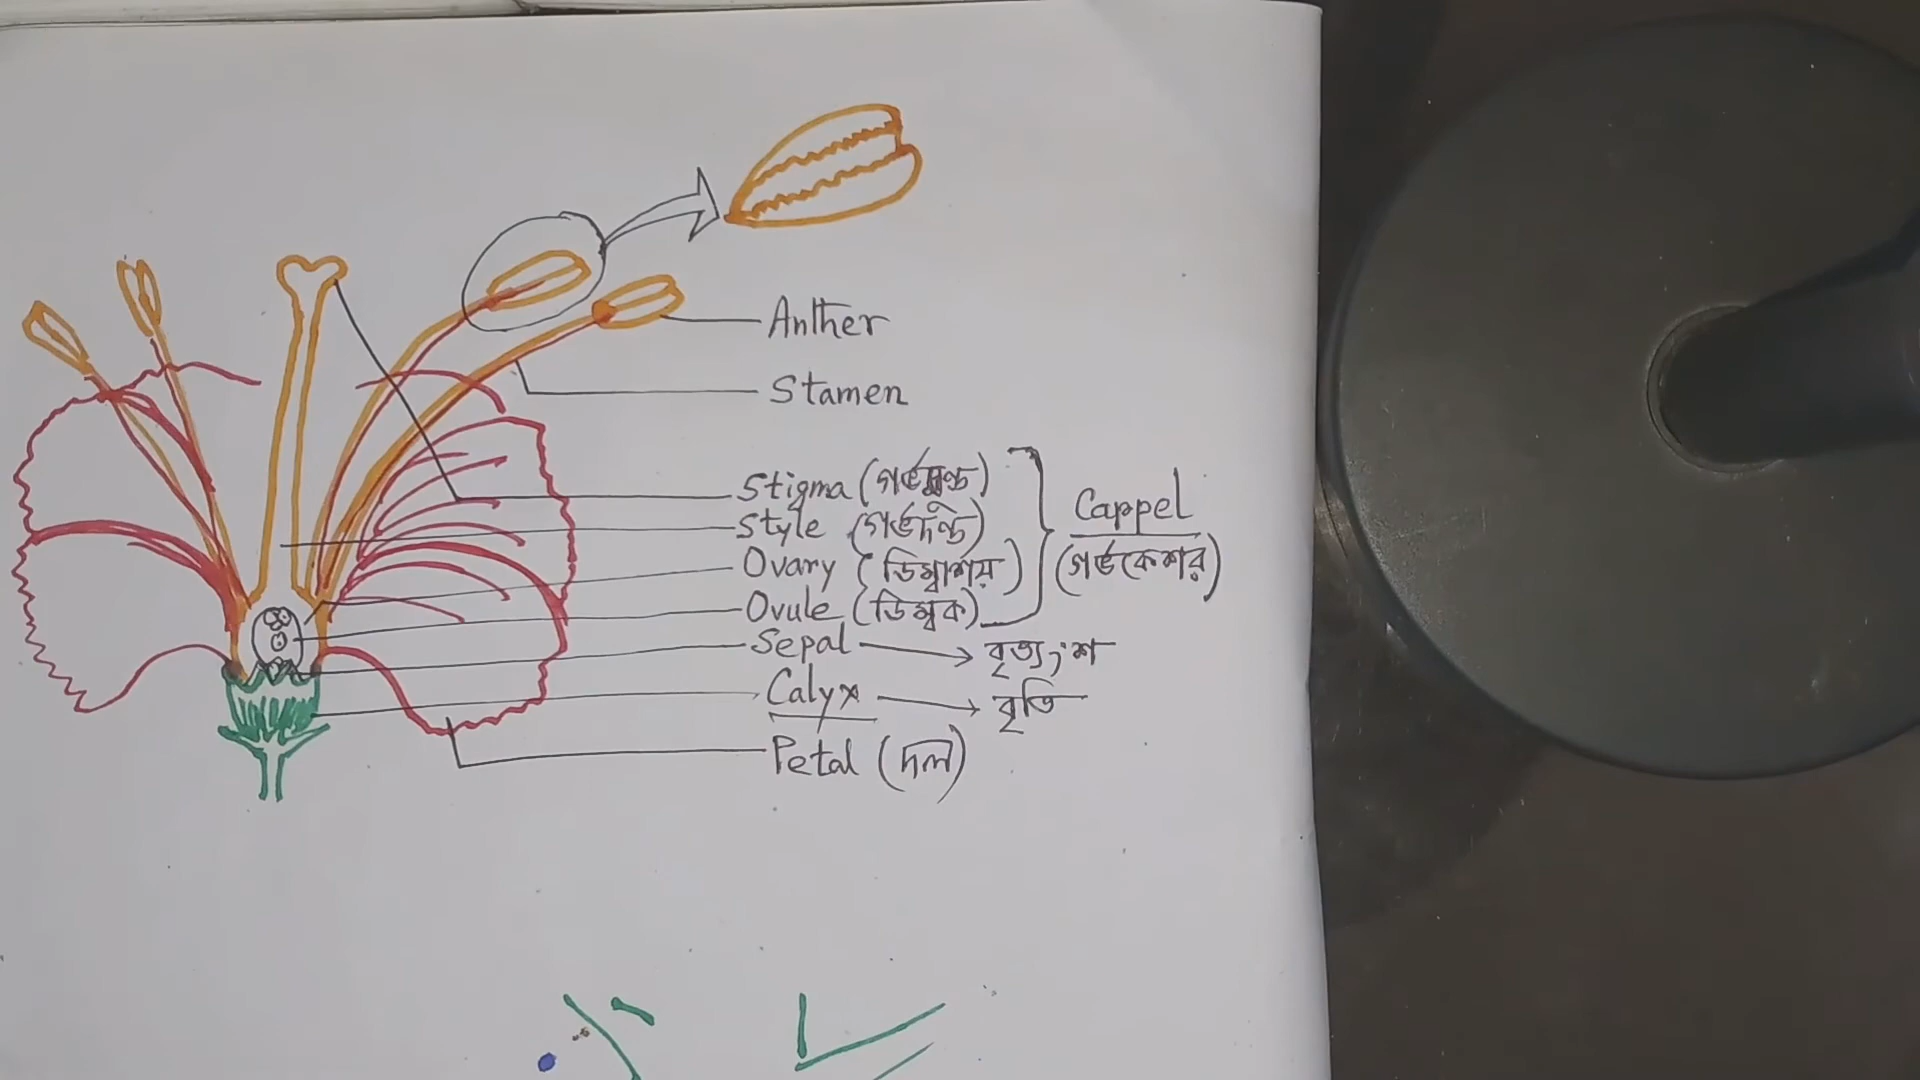 Anther
Stamen
Stigma (গর্ভমুন্ড)
Style (গর্ভদন্ড)
Ovary (ডিম্বাশয়)
Ovule (ডিম্বক)
Cappel
(গর্ভকেশর)
Sepal → বৃত্যংশ
Calyx → বৃতি
Petal (দল)